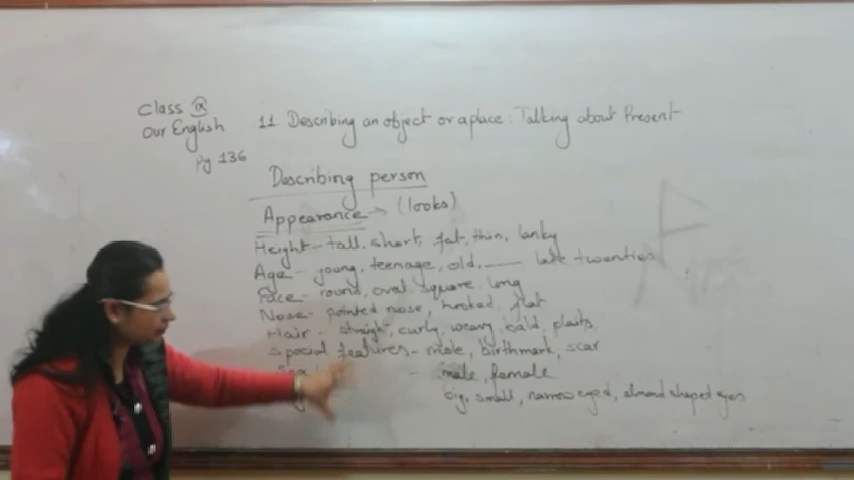 Class IX
Our English
Pg 136
11. Describing an object or a place: Talking about Present
Describing person
Appearance → (looks)
Height - tall, short, fat, thin, lanky
Age - young, teenage, old, ___ late twenties
Face - round, oval, square, long
Nose - pointed nose, hooked, flat
Hair - straight, curly, weavy, bald, plaits,
Special features - mole, birthmark, scar
- male, female
big, small, narrow eyed, almond shaped eyes